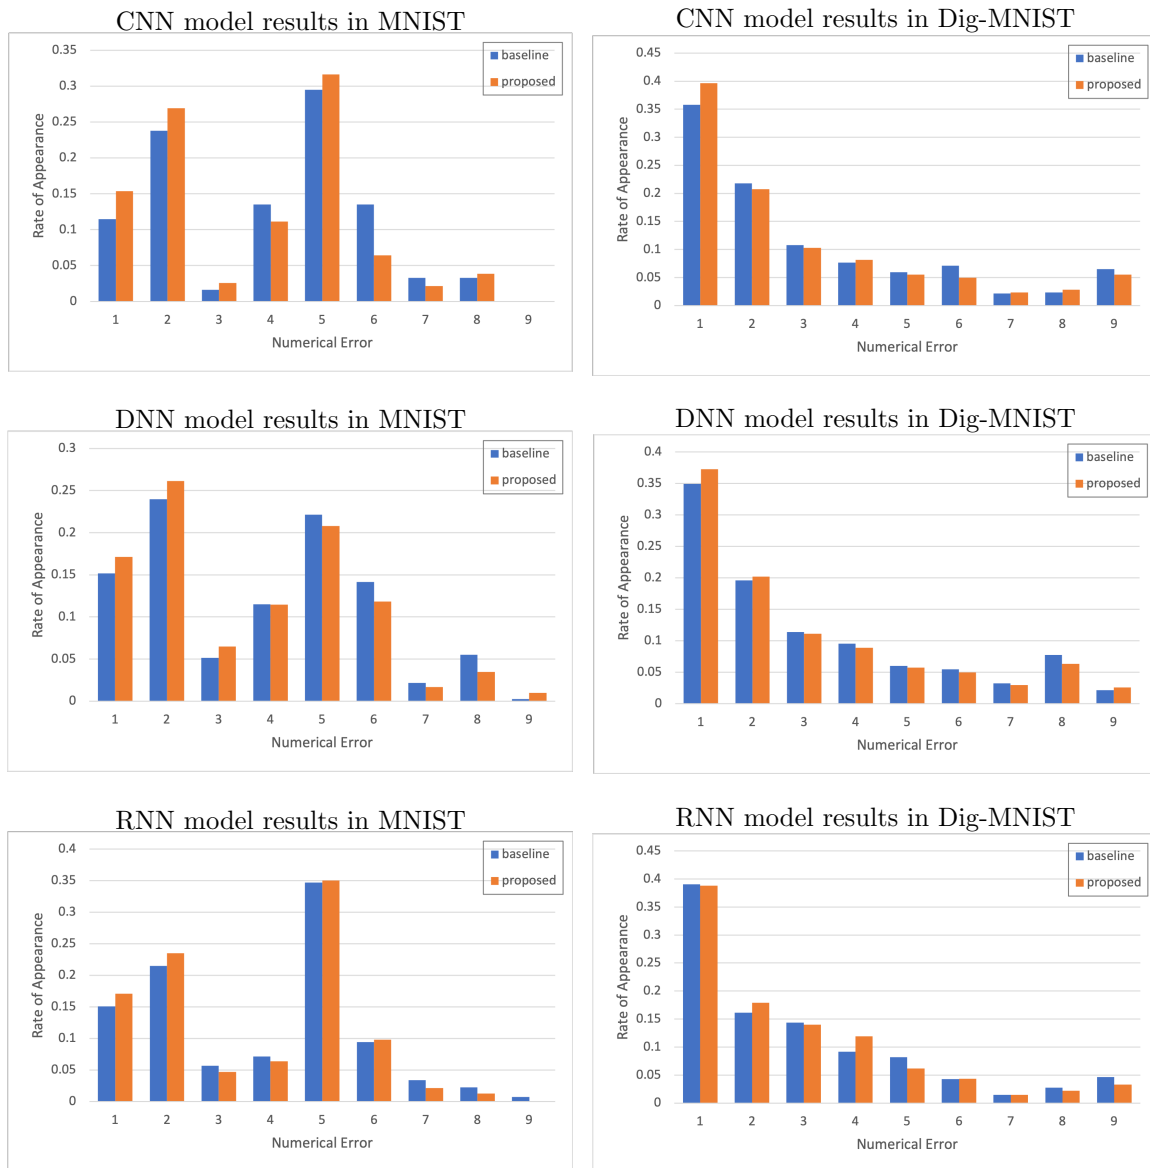 CNN model results in MNIST
0.35
0.3
0.25
0.2
0.15
0.1
0.05
0
Rate of Appearance
1 2 3 4 5 6 7 8 9
Numerical Error
baseline
proposed
CNN model results in Dig-MNIST
0.45
0.4
0.35
0.3
0.25
0.2
0.15
0.1
0.05
0
Rate of Appearance
1 2 3 4 5 6 7 8 9
Numerical Error
baseline
proposed
DNN model results in MNIST
0.3
0.25
0.2
0.15
0.1
0.05
0
Rate of Appearance
1 2 3 4 5 6 7 8 9
Numerical Error
baseline
proposed
DNN model results in Dig-MNIST
0.4
0.35
0.3
0.25
0.2
0.15
0.1
0.05
0
Rate of Appearance
1 2 3 4 5 6 7 8 9
Numerical Error
baseline
proposed
RNN model results in MNIST
0.4
0.35
0.3
0.25
0.2
0.15
0.1
0.05
0
Rate of Appearance
1 2 3 4 5 6 7 8 9
Numerical Error
baseline
proposed
RNN model results in Dig-MNIST
0.45
0.4
0.35
0.3
0.25
0.2
0.15
0.1
0.05
0
Rate of Appearance
1 2 3 4 5 6 7 8 9
Numerical Error
baseline
proposed